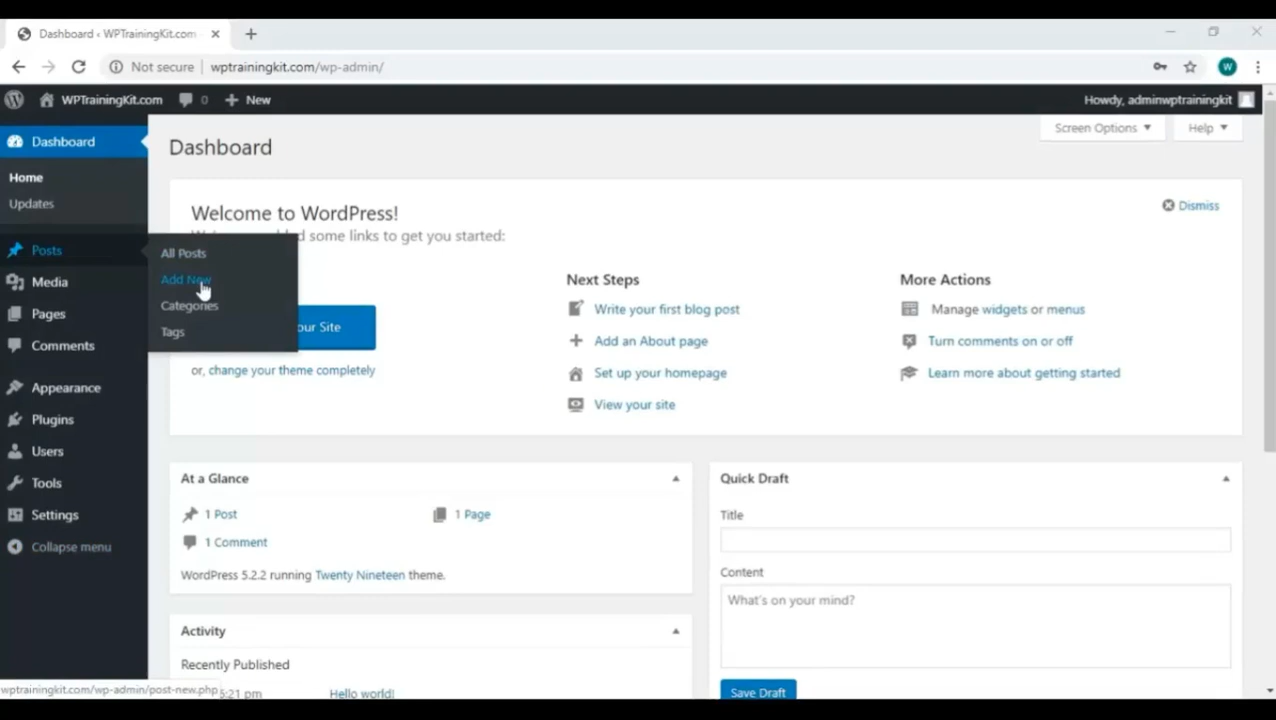 Dashboard ‹ WPTrainingKit.com
Not secure | wptrainingkit.com/wp-admin/
W
WPTrainingKit.com 0 New
Howdy, adminwptrainingkit
Dashboard
Home
Updates
Posts
All Posts
Add New
Categories
Tags
Media
Pages
Comments
Appearance
Plugins
Users
Tools
Settings
Collapse menu
Screen Options
Help
Dashboard
Welcome to WordPress!
some links to get you started:
Dismiss
our Site
or, change your theme completely
Next Steps
Write your first blog post
Add an About page
Set up your homepage
View your site
More Actions
Manage widgets or menus
Turn comments on or off
Learn more about getting started
At a Glance
1 Post
1 Page
1 Comment
WordPress 5.2.2 running Twenty Nineteen theme.
Activity
Recently Published
5:21 pm Hello world!
Quick Draft
Title
Content
What's on your mind?
Save Draft
wptrainingkit.com/wp-admin/post-new.php